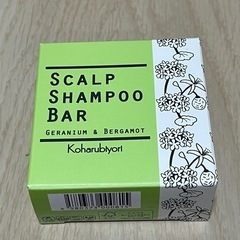 Scalp
Shampoo
Bar
Geranium & Bergamot
Koharubiyori